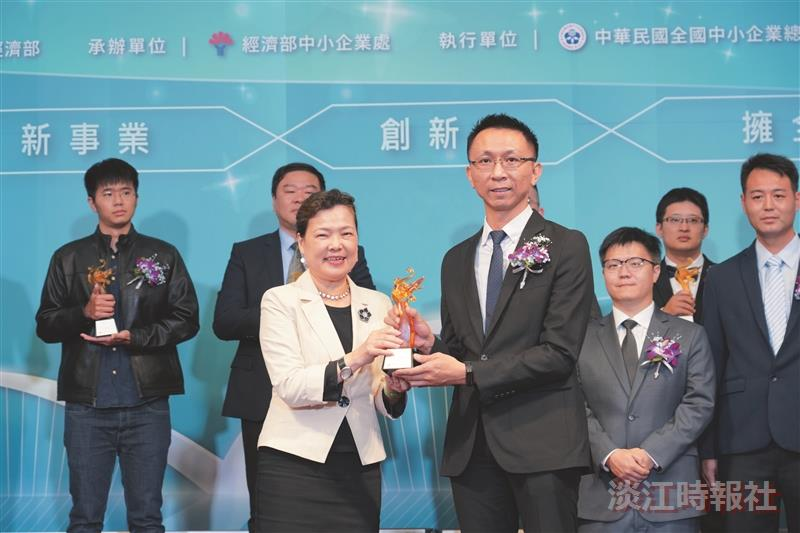 經濟部 承辦單位 | 經濟部中小企業處 執行單位 | 中華民國全國中小企業總
新事業 創新 擁
淡江時報社